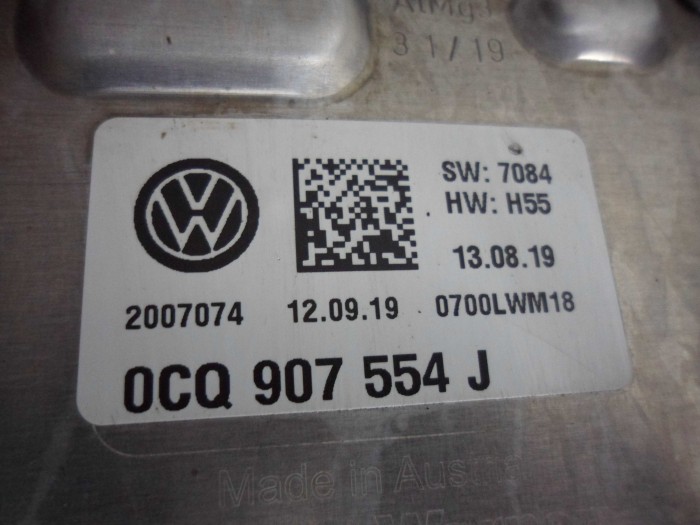 31/19
SW: 7084
HW: H55
13.08.19
2007074 12.09.19 0700LWM18
0CQ 907 554 J
Made in